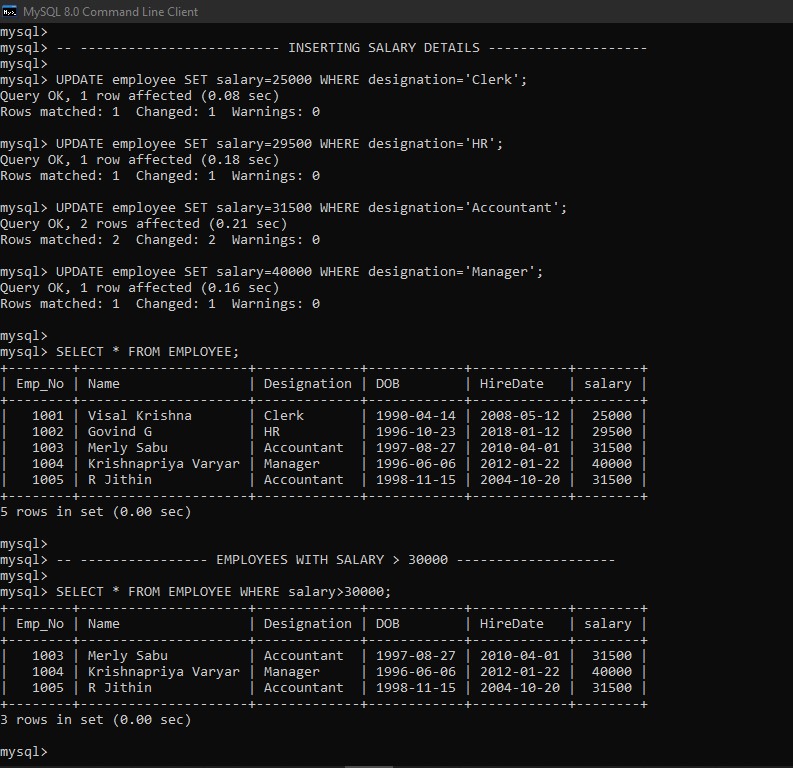 MySQL 8.0 Command Line Client
mysql>
mysql> -- ------------------------- INSERTING SALARY DETAILS --------------------
mysql>
mysql> UPDATE employee SET salary=25000 WHERE designation='Clerk';
Query OK, 1 row affected (0.08 sec)
Rows matched: 1  Changed: 1  Warnings: 0

mysql> UPDATE employee SET salary=29500 WHERE designation='HR';
Query OK, 1 row affected (0.18 sec)
Rows matched: 1  Changed: 1  Warnings: 0

mysql> UPDATE employee SET salary=31500 WHERE designation='Accountant';
Query OK, 2 rows affected (0.21 sec)
Rows matched: 2  Changed: 2  Warnings: 0

mysql> UPDATE employee SET salary=40000 WHERE designation='Manager';
Query OK, 1 row affected (0.16 sec)
Rows matched: 1  Changed: 1  Warnings: 0

mysql>
mysql> SELECT * FROM EMPLOYEE;
+--------+--------------------+-------------+------------+------------+--------+
| Emp_No | Name               | Designation | DOB        | HireDate   | salary |
+--------+--------------------+-------------+------------+------------+--------+
|   1001 | Visal Krishna      | Clerk       | 1990-04-14 | 2008-05-12 |  25000 |
|   1002 | Govind G           | HR          | 1996-10-23 | 2018-01-12 |  29500 |
|   1003 | Merly Sabu         | Accountant  | 1997-08-27 | 2010-04-01 |  31500 |
|   1004 | Krishnapriya Varyar | Manager     | 1996-06-06 | 2012-01-22 |  40000 |
|   1005 | R Jithin           | Accountant  | 1998-11-15 | 2004-10-20 |  31500 |
+--------+--------------------+-------------+------------+------------+--------+
5 rows in set (0.00 sec)

mysql>
mysql> -- ---------------- EMPLOYEES WITH SALARY > 30000 --------------------
mysql>
mysql> SELECT * FROM EMPLOYEE WHERE salary>30000;
+--------+--------------------+-------------+------------+------------+--------+
| Emp_No | Name               | Designation | DOB        | HireDate   | salary |
+--------+--------------------+-------------+------------+------------+--------+
|   1003 | Merly Sabu         | Accountant  | 1997-08-27 | 2010-04-01 |  31500 |
|   1004 | Krishnapriya Varyar | Manager     | 1996-06-06 | 2012-01-22 |  40000 |
|   1005 | R Jithin           | Accountant  | 1998-11-15 | 2004-10-20 |  31500 |
+--------+--------------------+-------------+------------+------------+--------+
3 rows in set (0.00 sec)

mysql>